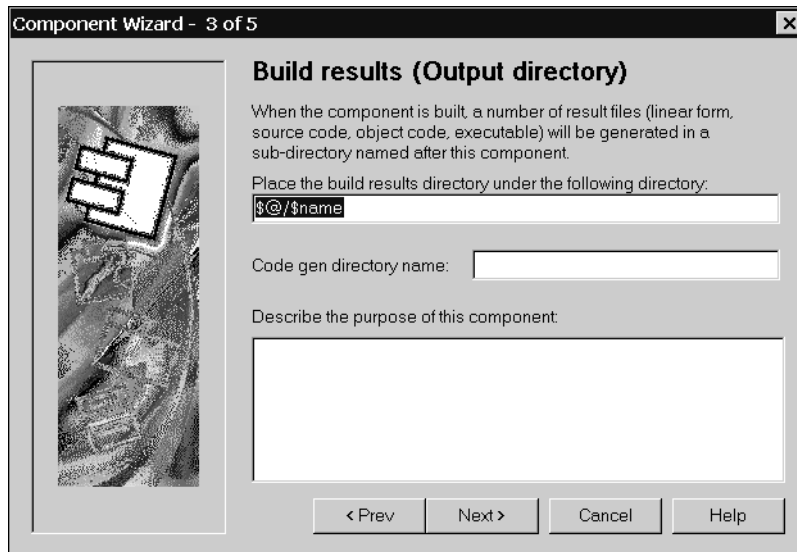 Component Wizard - 3 of 5
Build results (Output directory)
When the component is built, a number of result files (linear form,
source code, object code, executable) will be generated in a
sub-directory named after this component.
Place the build results directory under the following directory:
$@/$name
Code gen directory name:
Describe the purpose of this component:
< Prev
Next >
Cancel
Help